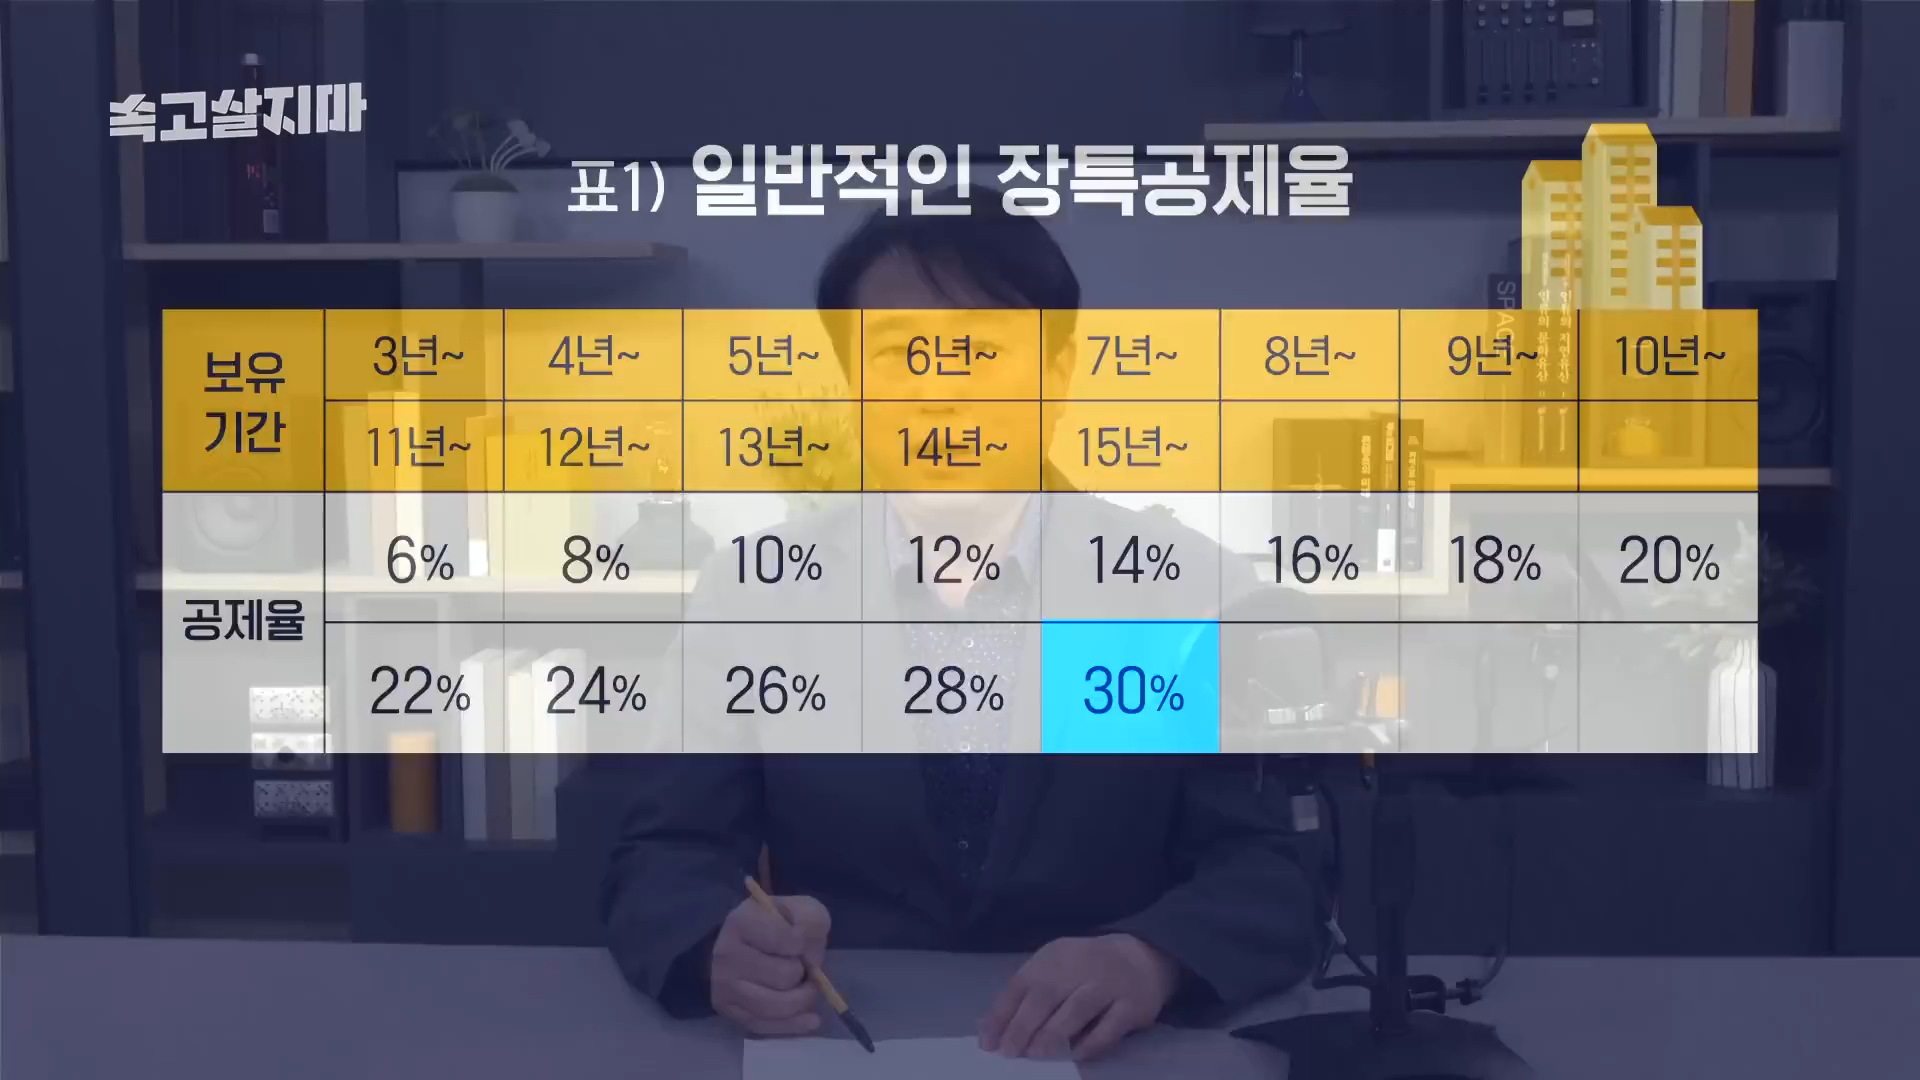 속고살지마
표1) 일반적인 장특공제율
보유 기간
3년~ 4년~ 5년~ 6년~ 7년~ 8년~ 9년~ 10년~
11년~ 12년~ 13년~ 14년~ 15년~
공제율
6% 8% 10% 12% 14% 16% 18% 20%
22% 24% 26% 28% 30%